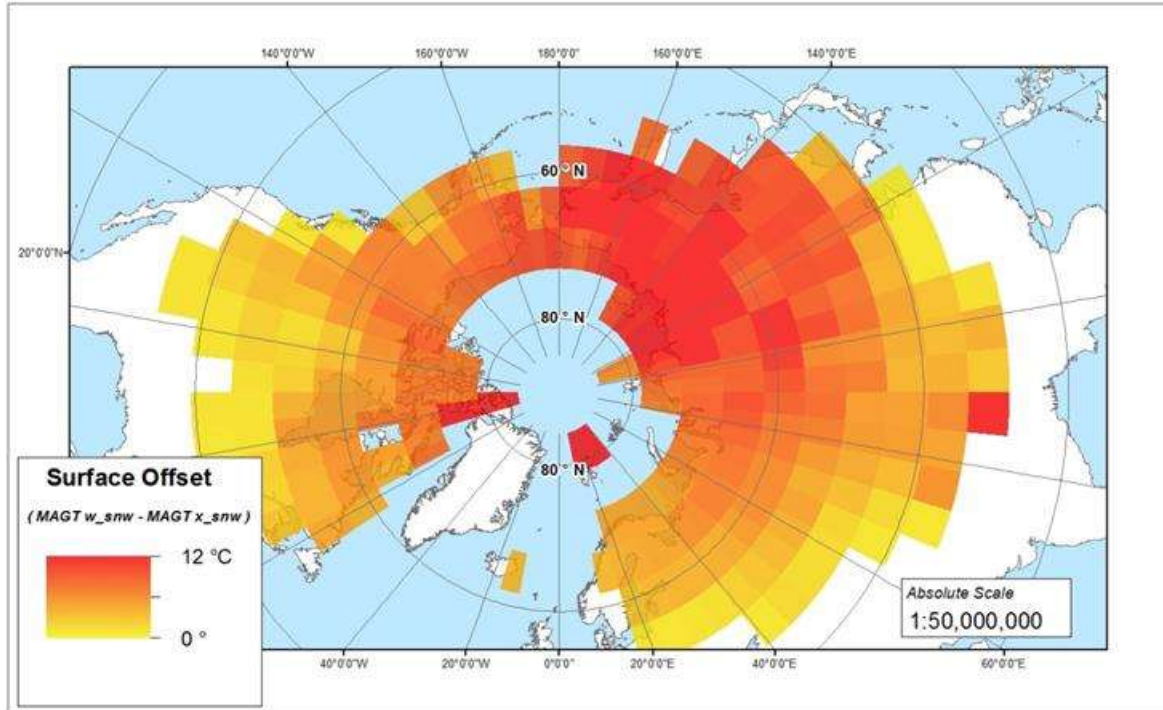 140°0'0"W 160°0'0"W 180°0'0" 160°0'0"E 140°0'0"E
60° N
20°0'0"N
80° N
80° N
Surface Offset
( MAGT w_snw - MAGT x_snw )
12 °C
0 °
Absolute Scale
1:50,000,000
40°0'0"W 20°0'0"W 0°0'0" 20°0'0"E 40°0'0"E 60°0'0"E